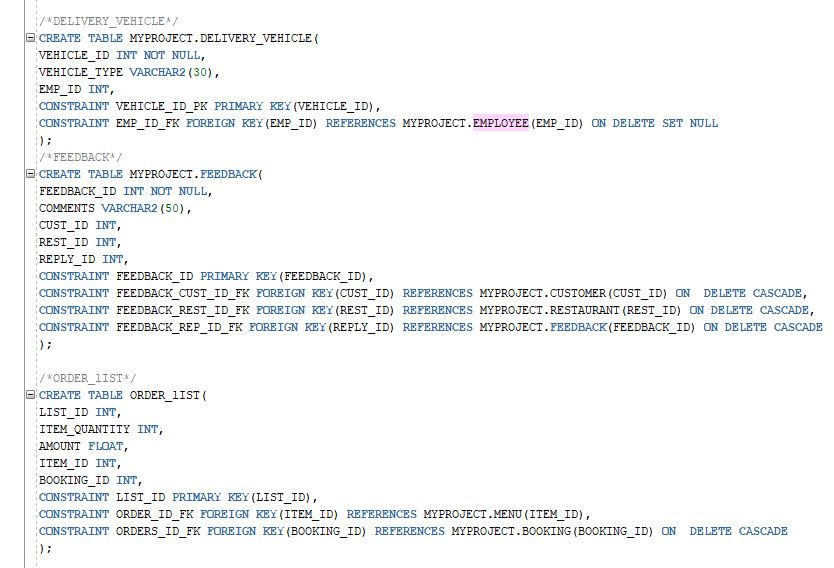 /*DELIVERY_VEHICLE*/
CREATE TABLE MYPROJECT.DELIVERY_VEHICLE(
VEHICLE_ID INT NOT NULL,
VEHICLE_TYPE VARCHAR2(30),
EMP_ID INT,
CONSTRAINT VEHICLE_ID_PK PRIMARY KEY(VEHICLE_ID),
CONSTRAINT EMP_ID_FK FOREIGN KEY(EMP_ID) REFERENCES MYPROJECT.EMPLOYEE(EMP_ID) ON DELETE SET NULL
);
/*FEEDBACK*/
CREATE TABLE MYPROJECT.FEEDBACK(
FEEDBACK_ID INT NOT NULL,
COMMENTS VARCHAR2(50),
CUST_ID INT,
REST_ID INT,
REPLY_ID INT,
CONSTRAINT FEEDBACK_ID PRIMARY KEY(FEEDBACK_ID),
CONSTRAINT FEEDBACK_CUST_ID_FK FOREIGN KEY(CUST_ID) REFERENCES MYPROJECT.CUSTOMER(CUST_ID) ON  DELETE CASCADE,
CONSTRAINT FEEDBACK_REST_ID_FK FOREIGN KEY(REST_ID) REFERENCES MYPROJECT.RESTAURANT(REST_ID) ON DELETE CASCADE,
CONSTRAINT FEEDBACK_REP_ID_FK FOREIGN KEY(REPLY_ID) REFERENCES MYPROJECT.FEEDBACK(FEEDBACK_ID) ON DELETE CASCADE
);
/*ORDER_lIST*/
CREATE TABLE ORDER_lIST(
LIST_ID INT,
ITEM_QUANTITY INT,
AMOUNT FLOAT,
ITEM_ID INT,
BOOKING_ID INT,
CONSTRAINT LIST_ID PRIMARY KEY(LIST_ID),
CONSTRAINT ORDER_ID_FK FOREIGN KEY(ITEM_ID) REFERENCES MYPROJECT.MENU(ITEM_ID),
CONSTRAINT ORDERS_ID_FK FOREIGN KEY(BOOKING_ID) REFERENCES MYPROJECT.BOOKING(BOOKING_ID) ON  DELETE CASCADE
);